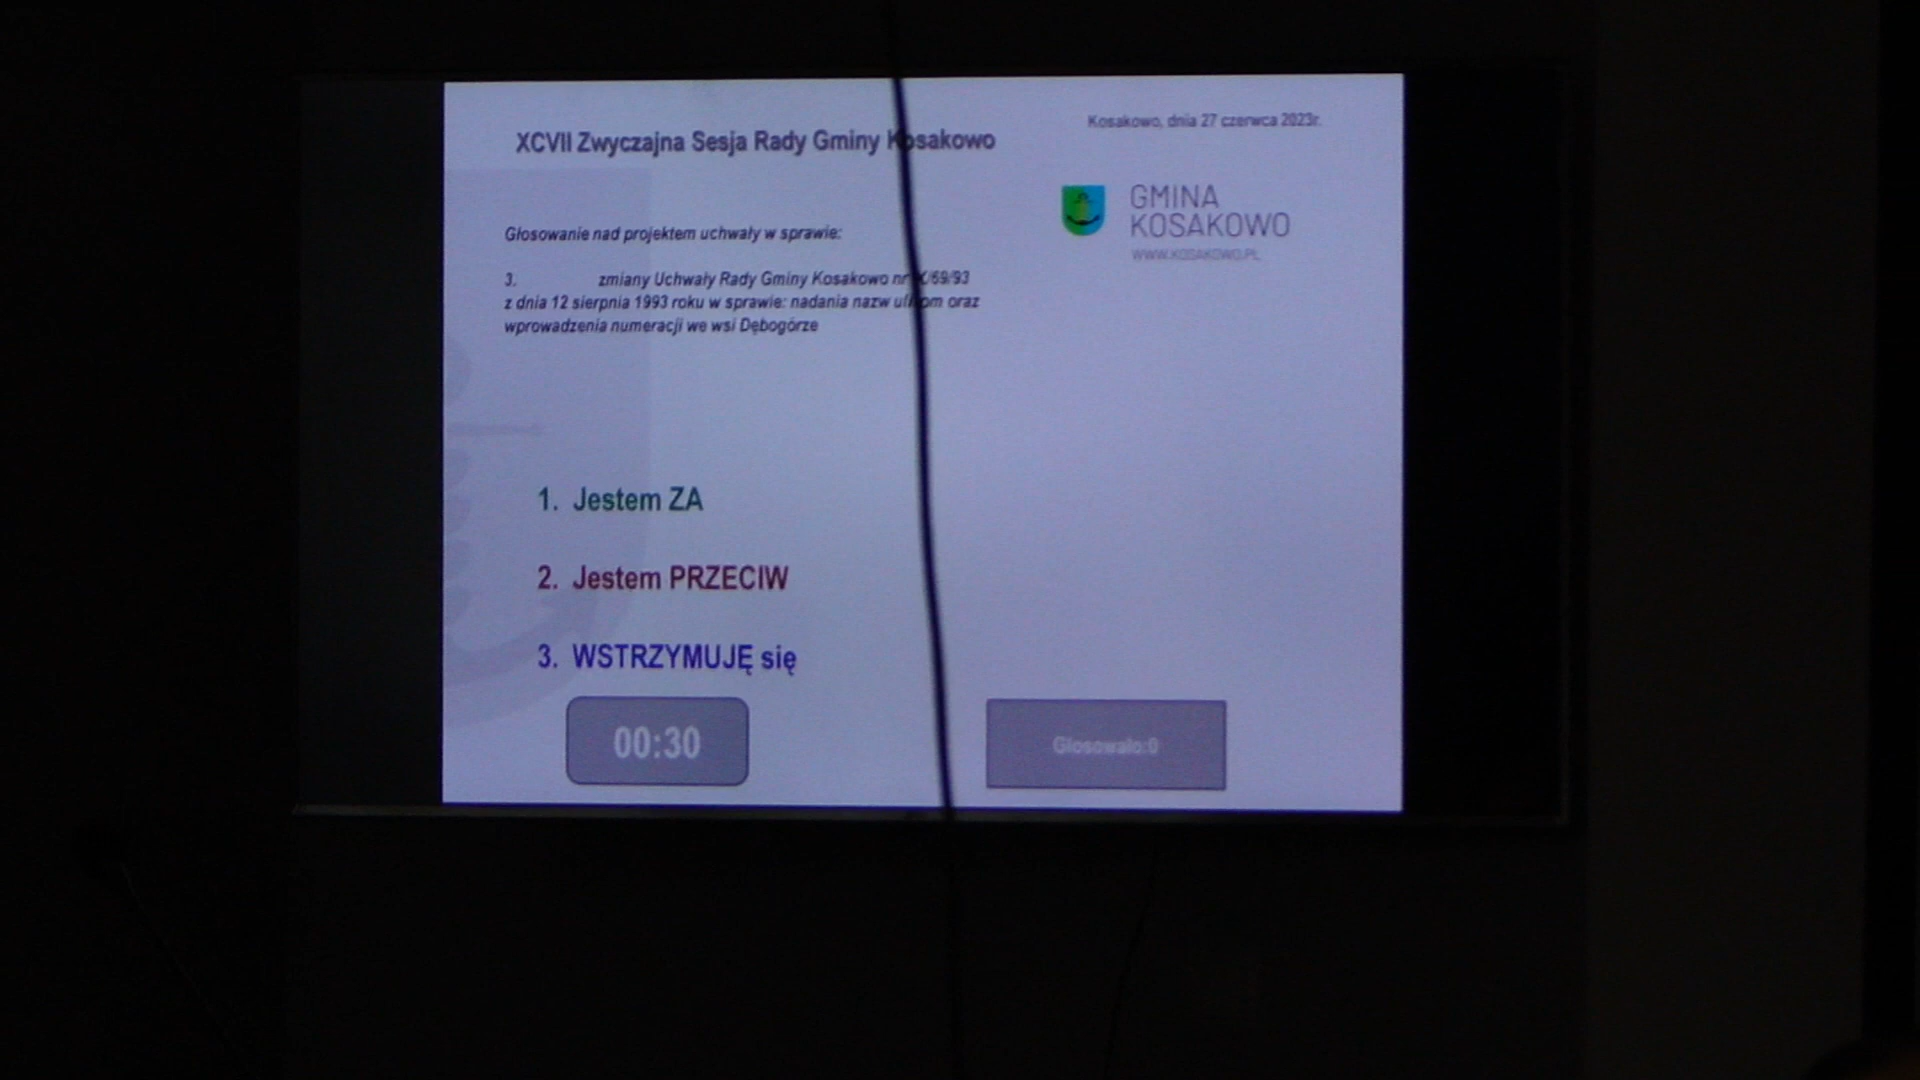 XCVII Zwyczajna Sesja Rady Gminy Kosakowo
Kosakowo, dnia 27 czerwca 2023r.
GMINA
KOSAKOWO
WWW.KOSAKOWO.PL
Głosowanie nad projektem uchwały w sprawie:
3. zmiany Uchwały Rady Gminy Kosakowo nr
z dnia 12 sierpnia 1993 roku w sprawie: nadania nazw ulicom oraz
wprowadzenia numeracji we wsi Dębogórze
1. Jestem ZA
2. Jestem PRZECIW
3. WSTRZYMUJĘ się
00:30
Głosowało:0